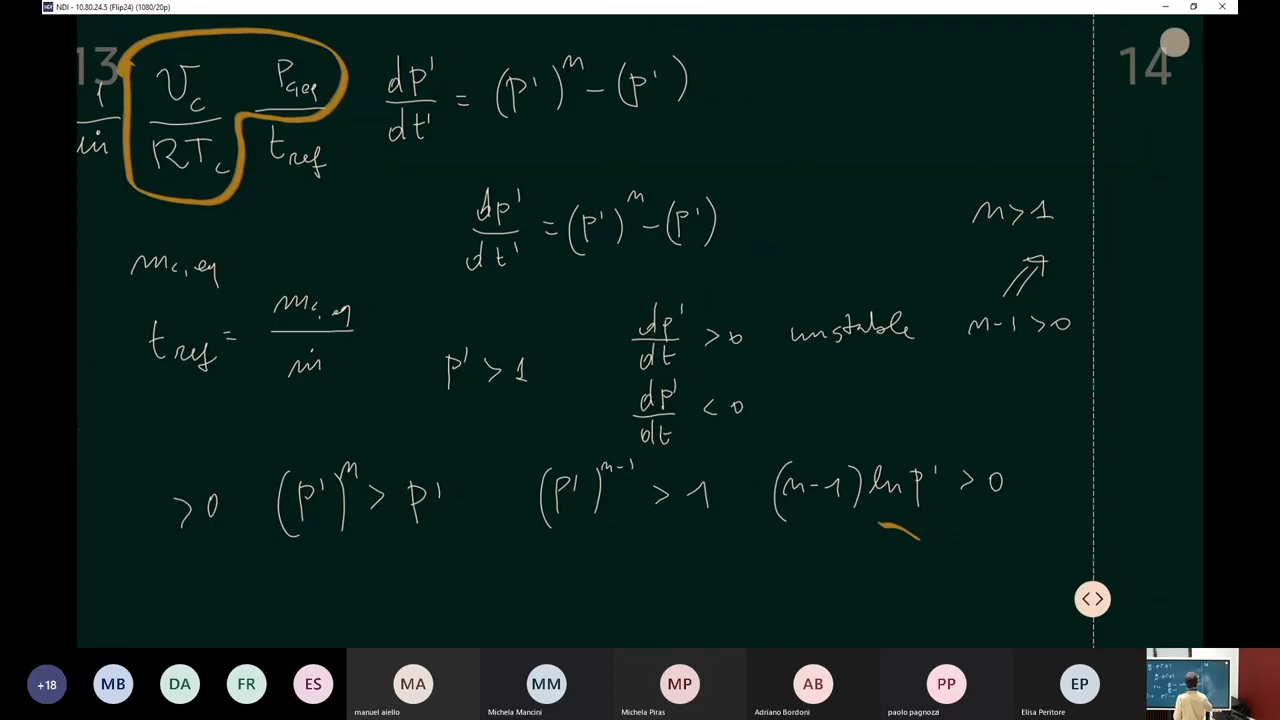 NDI - 10.80.24.5 (Flip24) (1080/20p)
13
14
ṁ V_c / RT_c P_c,eq / t_ref dp'/dt' = (p')^n - (p')
dp'/dt' = (p')^n - (p')
n > 1
m_c,eq
t_ref = m_c,eq / ṁ
p' > 1
dp'/dt > 0 unstable n-1 > 0
dp'/dt < 0
> 0 (p')^n > p' (p')^n-1 > 1 (n-1) ln p' > 0
+18
MB
DA
FR
ES
MA
MM
MP
AB
PP
EP
manuel aiello
Michela Mancini
Michela Piras
Adriano Bordoni
paolo pagnozzi
Elisa Peritore